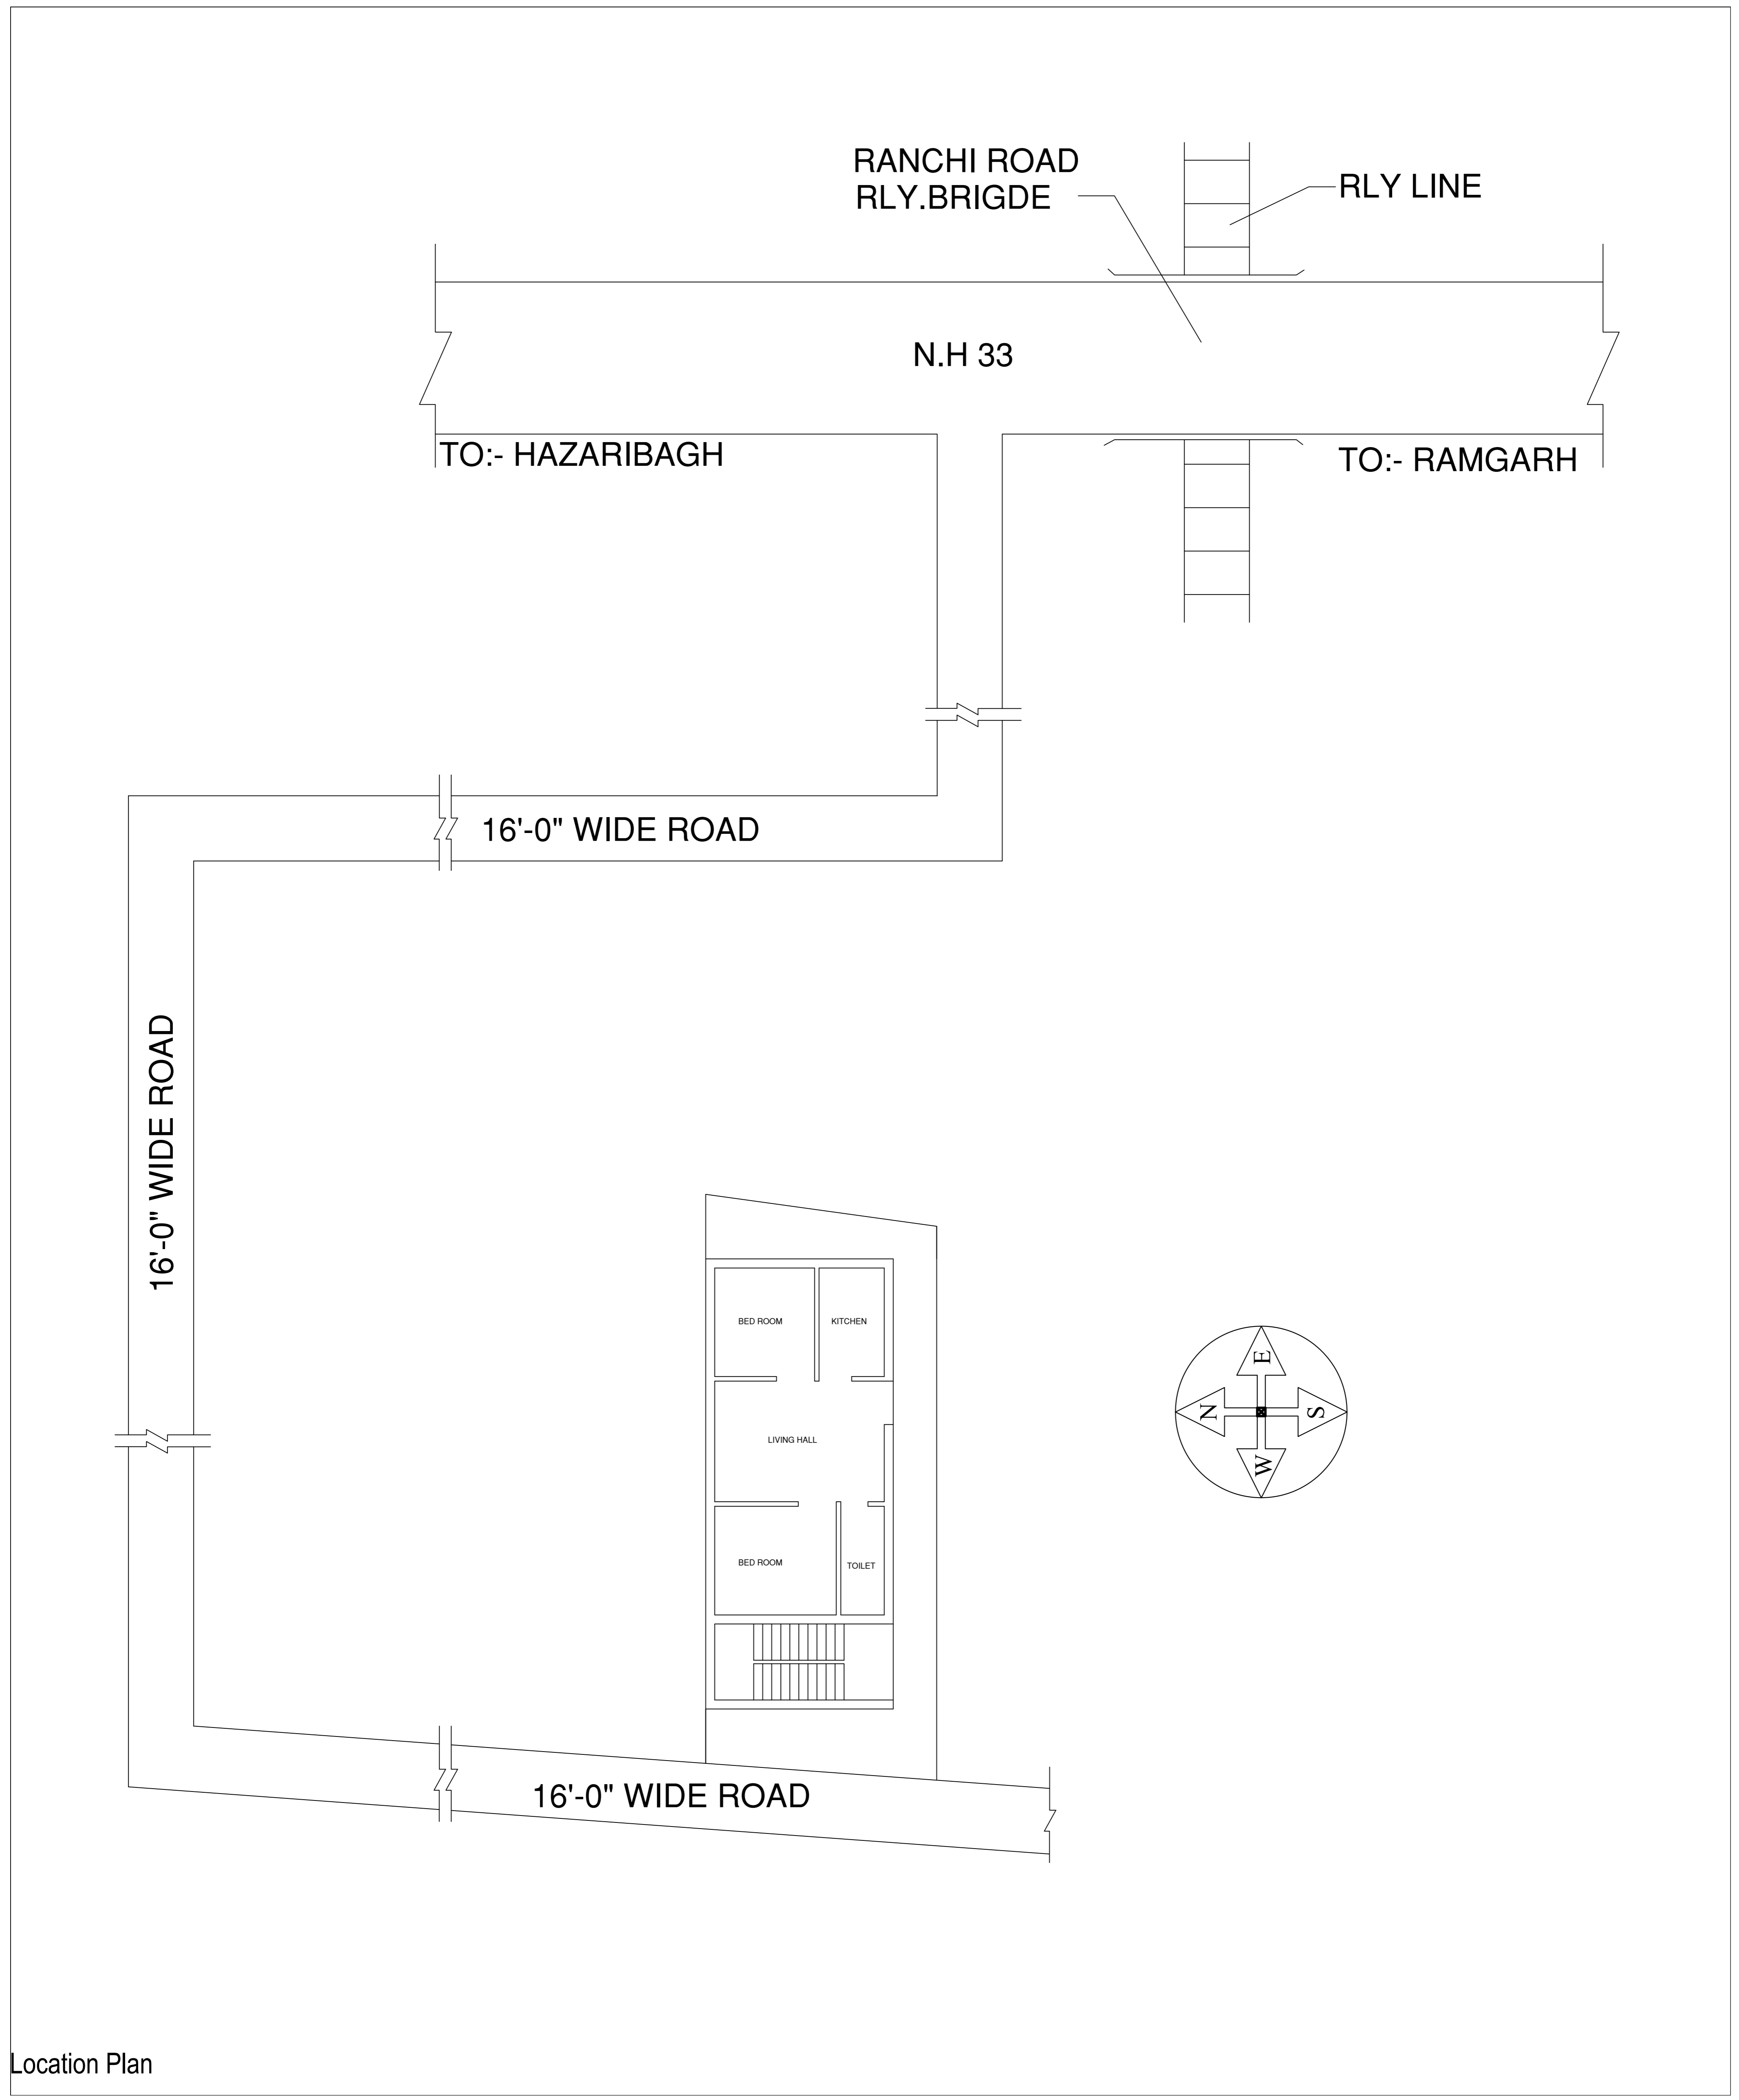 RANCHI ROAD
RLY.BRIGDE
RLY LINE
N.H 33
TO:- HAZARIBAGH
TO:- RAMGARH
16'-0" WIDE ROAD
16'-0" WIDE ROAD
BED ROOM
KITCHEN
LIVING HALL
BED ROOM
TOILET
E
N
S
W
16'-0" WIDE ROAD
Location Plan